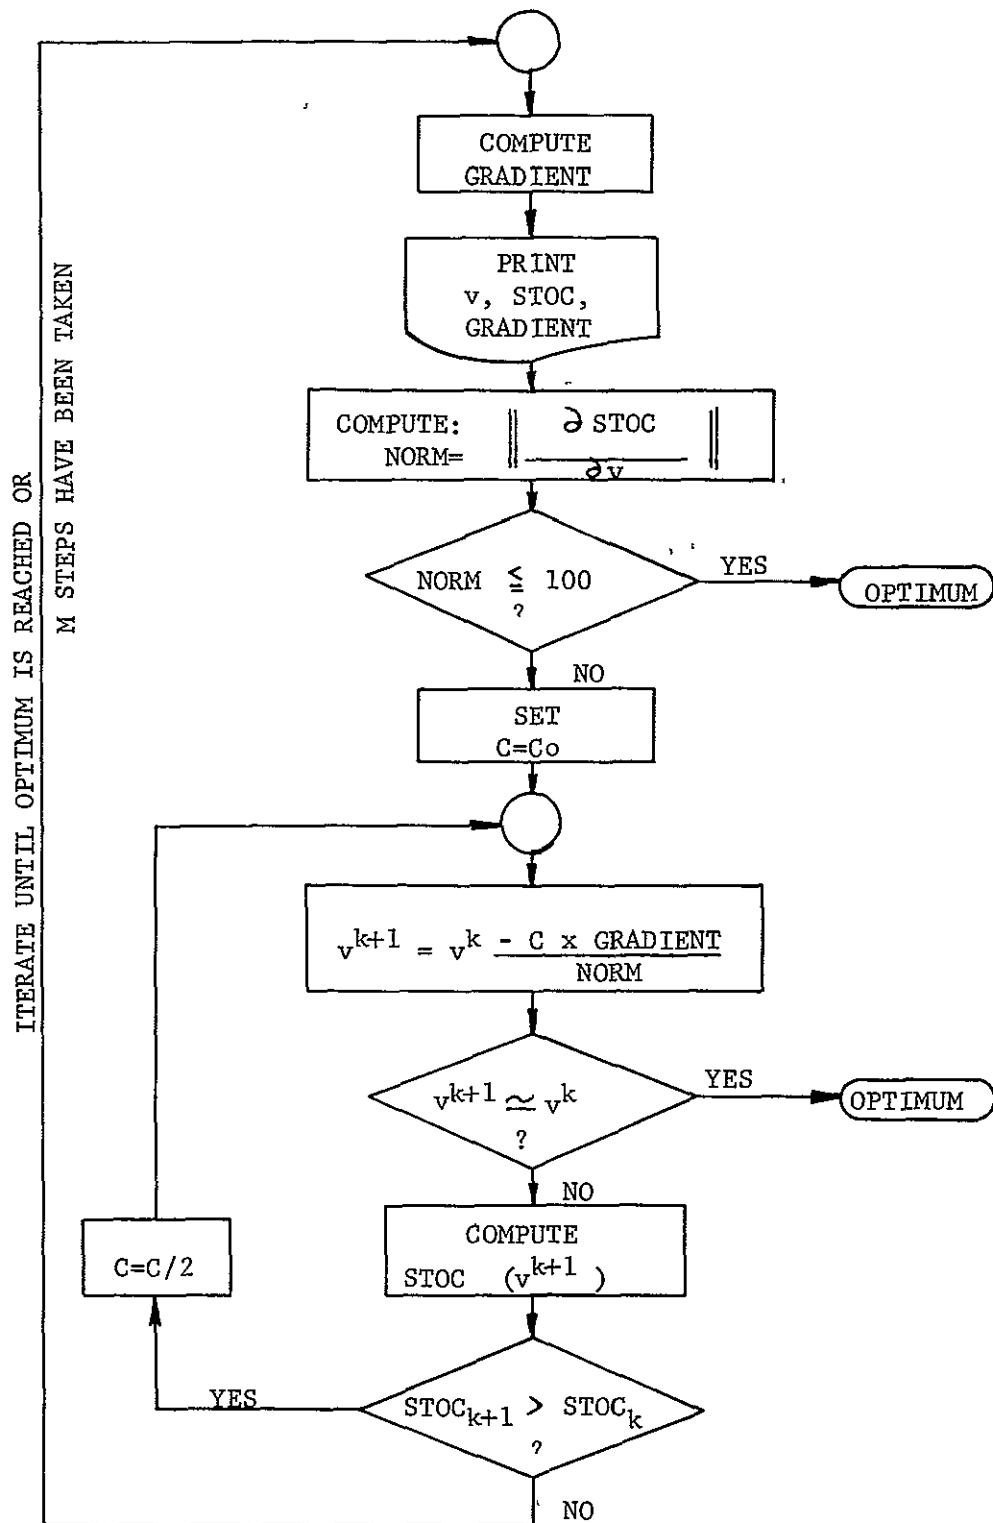 COMPUTE
GRADIENT
PRINT
v, STOC,
GRADIENT
COMPUTE:
NORM= ‖ ∂ STOC / ∂v ‖
NORM ≦ 100
?
YES
OPTIMUM
NO
SET
C=Co
v^k+1 = v^k - C x GRADIENT
NORM
v^k+1 ≃ v^k
?
YES
OPTIMUM
NO
COMPUTE
STOC (v^k+1 )
C=C/2
STOC_k+1 > STOC_k
?
YES
NO
ITERATE UNTIL OPTIMUM IS REACHED OR
M STEPS HAVE BEEN TAKEN